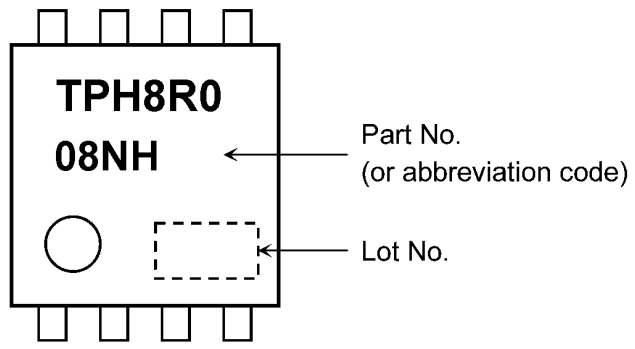 TPH8R0
08NH
Part No.
(or abbreviation code)
Lot No.